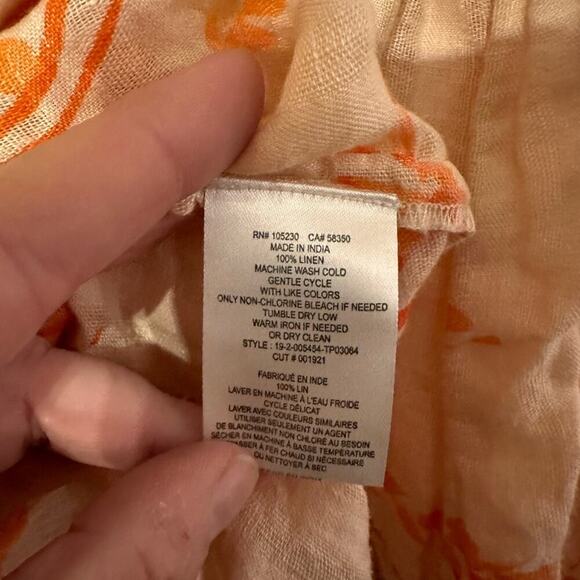 RN# 105230 CA# 58350
MADE IN INDIA
100% LINEN
MACHINE WASH COLD
GENTLE CYCLE
WITH LIKE COLORS
ONLY NON-CHLORINE BLEACH IF NEEDED
TUMBLE DRY LOW
WARM IRON IF NEEDED
OR DRY CLEAN
STYLE : 19-2-005454-TP03064
CUT # 001921
FABRIQUÉ EN INDE
100% LIN
LAVER EN MACHINE À L'EAU FROIDE
CYCLE DÉLICAT
LAVER AVEC COULEURS SIMILAIRES
UTILISER SEULEMENT UN AGENT
DE BLANCHIMENT NON CHLORÉ AU BESOIN
SÉCHER EN MACHINE À BASSE TEMPÉRATURE
À FER CHAUD SI NÉCESSAIRE
OU NETTOYER À SEC